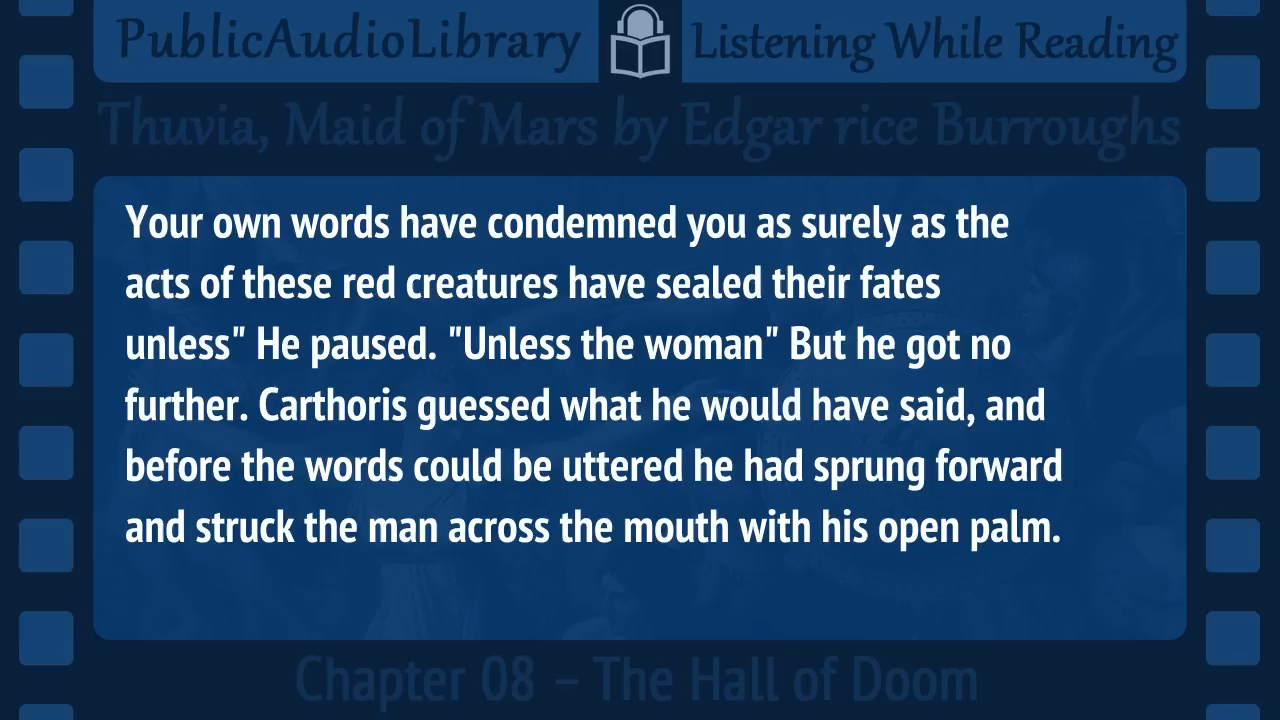 PublicAudioLibrary Listening While Reading
Thuvia, Maid of Mars by Edgar rice Burroughs
Your own words have condemned you as surely as the
acts of these red creatures have sealed their fates
unless" He paused. "Unless the woman" But he got no
further. Carthoris guessed what he would have said, and
before the words could be uttered he had sprung forward
and struck the man across the mouth with his open palm.
Chapter 08 – The Hall of Doom